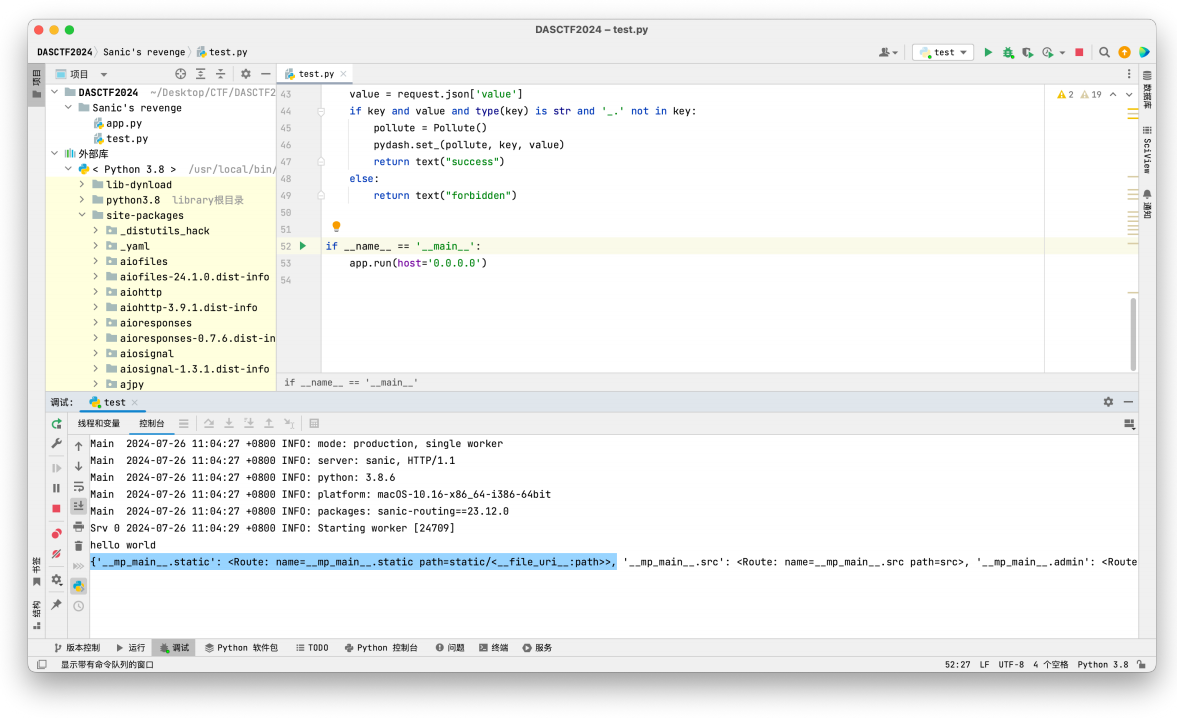 DASCTF2024 – test.py
DASCTF2024 〉 Sanic's revenge 〉 test.py
test
项目
项目
test.py
DASCTF2024 ~/Desktop/CTF/DASCTF2
Sanic's revenge
app.py
test.py
外部库
< Python 3.8 > /usr/local/bin/
lib-dynload
python3.8 library根目录
site-packages
_distutils_hack
_yaml
aiofiles
aiofiles-24.1.0.dist-info
aiohttp
aiohttp-3.9.1.dist-info
aioresponses
aioresponses-0.7.6.dist-in
aiosignal
aiosignal-1.3.1.dist-info
ajpy
2 19
43 value = request.json['value']
44 if key and value and type(key) is str and '_.' not in key:
45 pollute = Pollute()
46 pydash.set_(pollute, key, value)
47 return text("success")
48 else:
49 return text("forbidden")
50
51
52 if __name__ == '__main__':
53 app.run(host='0.0.0.0')
54
if __name__ == '__main__'
数据库
SciView
通知
调试: test
线程和变量 控制台
Main 2024-07-26 11:04:27 +0800 INFO: mode: production, single worker
Main 2024-07-26 11:04:27 +0800 INFO: server: sanic, HTTP/1.1
Main 2024-07-26 11:04:27 +0800 INFO: python: 3.8.6
Main 2024-07-26 11:04:27 +0800 INFO: platform: macOS-10.16-x86_64-i386-64bit
Main 2024-07-26 11:04:27 +0800 INFO: packages: sanic-routing==23.12.0
Srv 0 2024-07-26 11:04:29 +0800 INFO: Starting worker [24709]
hello world
{'__mp_main__.static': <Route: name=__mp_main__.static path=static/<__file_uri__:path>>, '__mp_main__.src': <Route: name=__mp_main__.src path=src>, '__mp_main__.admin': <Route
书签
结构
版本控制 运行 调试 Python 软件包 TODO Python 控制台 问题 终端 服务
显示带有命令队列的窗口
52:27 LF UTF-8 4 个空格 Python 3.8